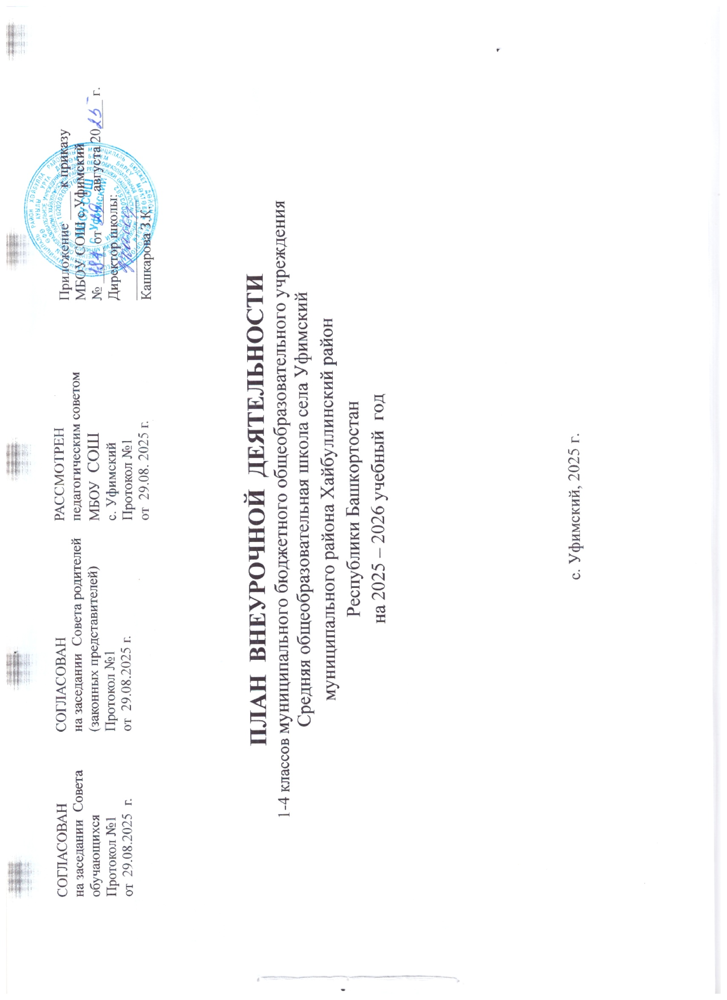 СОГЛАСОВАН
на заседании Совета
обучающихся
Протокол №1
от 29.08.2025 г.
СОГЛАСОВАН
на заседании Совета родителей
(законных представителей)
Протокол №1
от 29.08.2025 г.
РАССМОТРЕН
педагогическим советом
МБОУ СОШ
с. Уфимский
Протокол №1
от 29.08. 2025 г.
Приложение ____ к приказу
МБОУ СОШ с. Уфимский
№ 184 от августа 2025 г.
Директор школы:
Кашкарова З.К.
ПЛАН ВНЕУРОЧНОЙ ДЕЯТЕЛЬНОСТИ
1-4 классов муниципального бюджетного общеобразовательного учреждения
Средняя общеобразовательная школа села Уфимский
муниципального района Хайбуллинский район
Республики Башкортостан
на 2025 – 2026 учебный год
с. Уфимский, 2025 г.